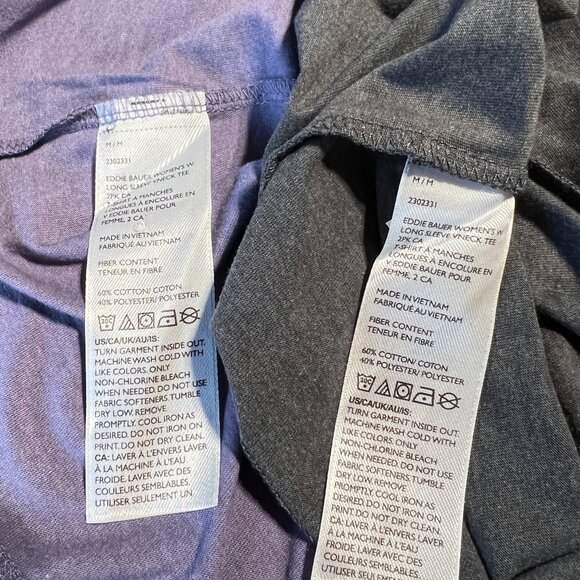 M / M
2302331
EDDIE BAUER WOMEN'S W
LONG SLEEVE VNECK TEE
2PK CA
T-SHIRT À MANCHES
LONGUES À ENCOLURE EN
V EDDIE BAUER POUR
FEMME, 2 CA
MADE IN VIETNAM
FABRIQUÉ AU VIETNAM
FIBER CONTENT
TENEUR EN FIBRE
60% COTTON/ COTON
40% POLYESTER/ POLYESTER
US/CA/UK/AU/IS:
TURN GARMENT INSIDE OUT.
MACHINE WASH COLD WITH
LIKE COLORS. ONLY
NON-CHLORINE BLEACH
WHEN NEEDED. DO NOT USE
FABRIC SOFTENERS. TUMBLE
DRY LOW. REMOVE
PROMPTLY. COOL IRON AS
DESIRED. DO NOT IRON ON
PRINT. DO NOT DRY CLEAN.
CA: LAVER À L'ENVERS LAVER
À LA MACHINE À L'EAU
FROIDE, LAVER AVEC
COULEURS SEMBLABLES.
UTILISER SEULEMENT UN
M / M
2302331
EDDIE BAUER WOMEN'S W
LONG SLEEVE VNECK TEE
2PK CA
T-SHIRT À MANCHES
LONGUES À ENCOLURE EN
V EDDIE BAUER POUR
FEMME, 2 CA
MADE IN VIETNAM
FABRIQUÉ AU VIETNAM
FIBER CONTENT
TENEUR EN FIBRE
60% COTTON/ COTON
40% POLYESTER/ POLYESTER
US/CA/UK/AU/IS:
TURN GARMENT INSIDE OUT.
MACHINE WASH COLD WITH
LIKE COLORS. ONLY
NON-CHLORINE BLEACH
WHEN NEEDED. DO NOT USE
FABRIC SOFTENERS. TUMBLE
DRY LOW. REMOVE
PROMPTLY. COOL IRON AS
DESIRED. DO NOT IRON ON
PRINT. DO NOT DRY CLEAN.
CA: LAVER À L'ENVERS LAVER
À LA MACHINE À L'EAU
FROIDE, LAVER AVEC
COULEURS SEMBLABLES.
UTILISER SEULEMENT UN